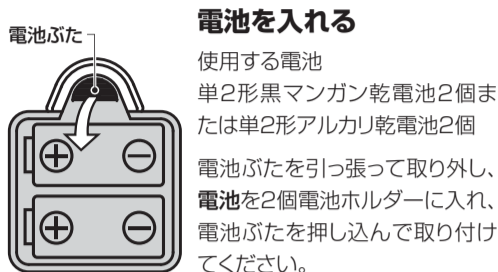 電池を入れる
電池ぶた
使用する電池
単2形黒マンガン乾電池2個ま
たは単2形アルカリ乾電池2個
電池ぶたを引っ張って取り外し、
電池を2個電池ホルダーに入れ、
電池ぶたを押し込んで取り付け
てください。